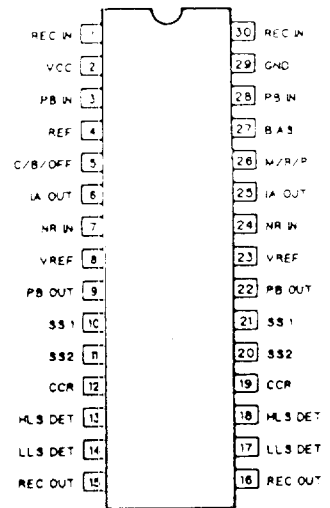 REC IN 1 30 REC IN
VCC 2 29 GND
PB IN 3 28 PB IN
REF 4 27 BIAS
C/B/OFF 5 26 M/R/P
IA OUT 6 25 IA OUT
NR IN 7 24 NR IN
VREF 8 23 VREF
PB OUT 9 22 PB OUT
SS1 10 21 SS1
SS2 11 20 SS2
CCR 12 19 CCR
HLS DET 13 18 HLS DET
LLS DET 14 17 LLS DET
REC OUT 15 16 REC OUT